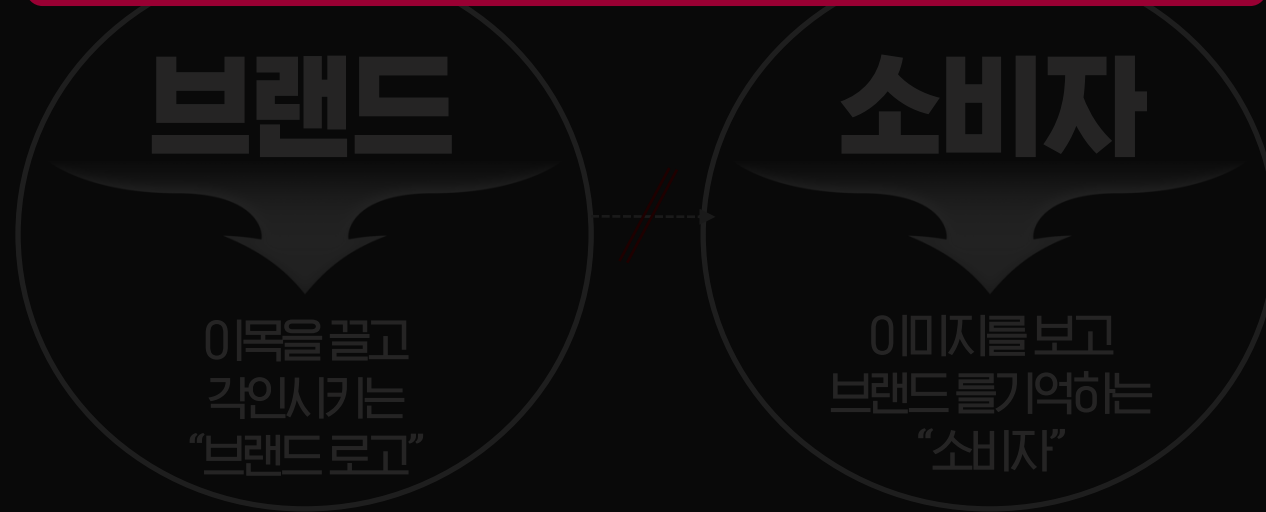 브랜드
이목을 끌고
각인시키는
“브랜드 로고”
소비자
이미지를 보고
브랜드 를기억하는
“소비자”